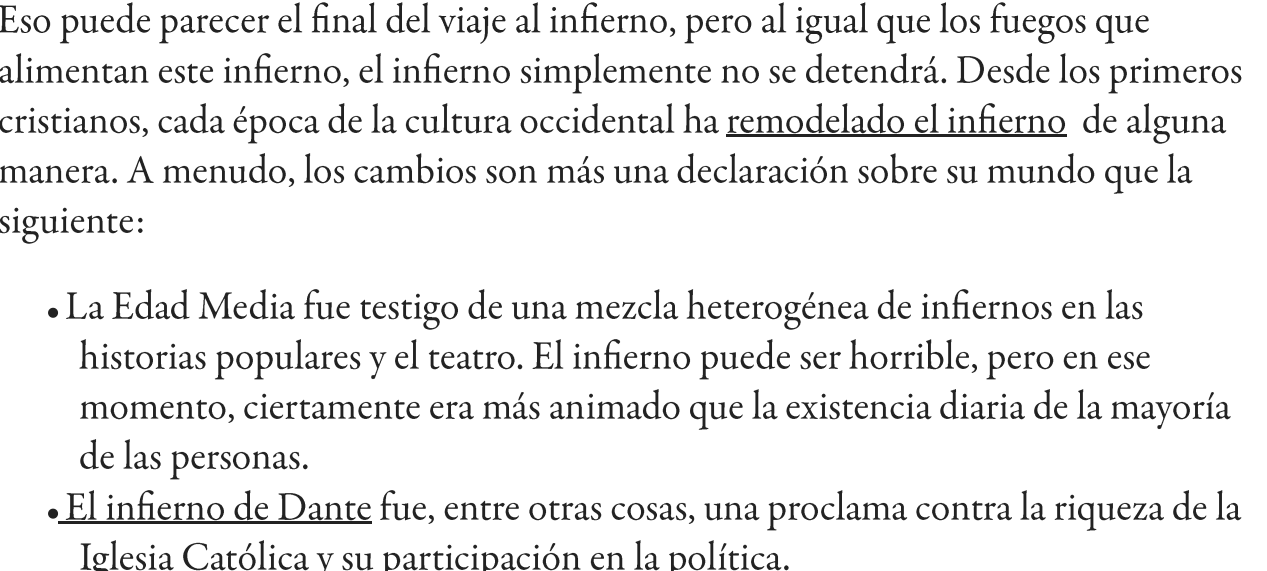 Eso puede parecer el final del viaje al infierno, pero al igual que los fuegos que
alimentan este infierno, el infierno simplemente no se detendrá. Desde los primeros
cristianos, cada época de la cultura occidental ha remodelado el infierno de alguna
manera. A menudo, los cambios son más una declaración sobre su mundo que la
siguiente:
• La Edad Media fue testigo de una mezcla heterogénea de infiernos en las
historias populares y el teatro. El infierno puede ser horrible, pero en ese
momento, ciertamente era más animado que la existencia diaria de la mayoría
de las personas.
• El infierno de Dante fue, entre otras cosas, una proclama contra la riqueza de la
Iglesia Católica y su participación en la política.